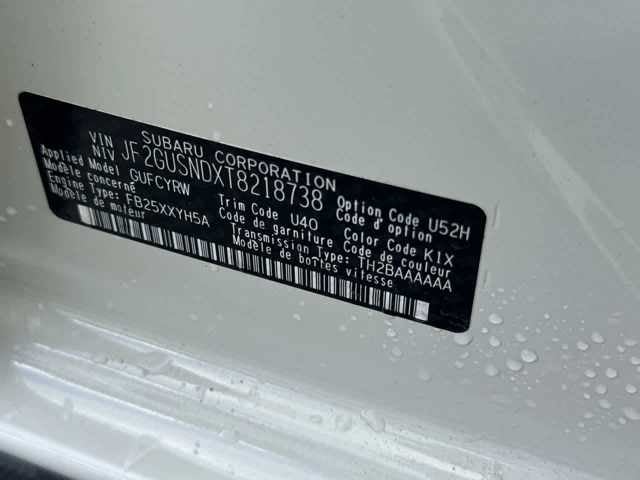 SUBARU CORPORATION
VIN
NIV JF2GUSNDXT8218738
Applied Model GUFCYRW
Modèle concerné
Engine Type: FB25XXYH5A
Modèle de moteur
Trim Code U40
Code de garniture
Option Code U52H
Code d'option
Color Code K1X
Code de couleur
Transmission Type: TH2BAAAAAA
Modèle de boîtes vitesse